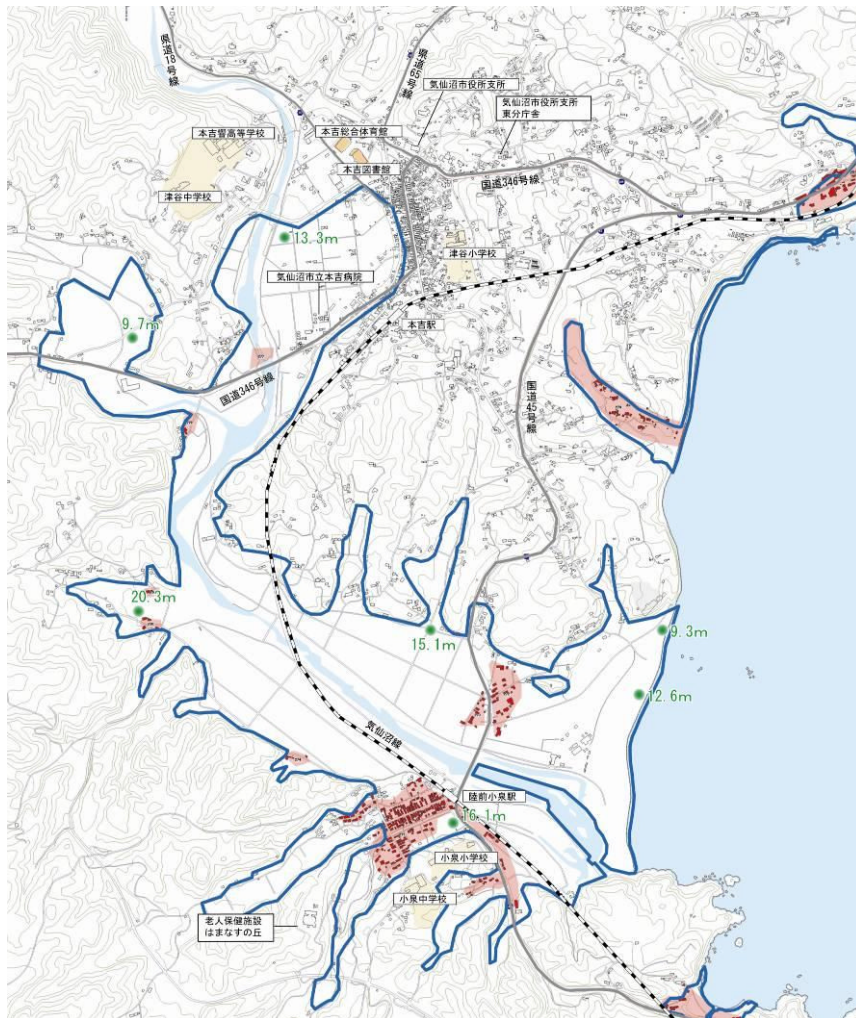 県道18号線
県道65号線
気仙沼市役所支所
気仙沼市役所支所
東分庁舎
本吉響高等学校
本吉総合体育館
本吉図書館
国道346号線
津谷中学校
13.3m
津谷小学校
気仙沼市立本吉病院
9.7m
本吉駅
国道346号線
国道45号線
20.3m
15.1m
9.3m
12.6m
気仙沼線
陸前小泉駅
16.1m
小泉小学校
小泉中学校
老人保健施設
はまなすの丘